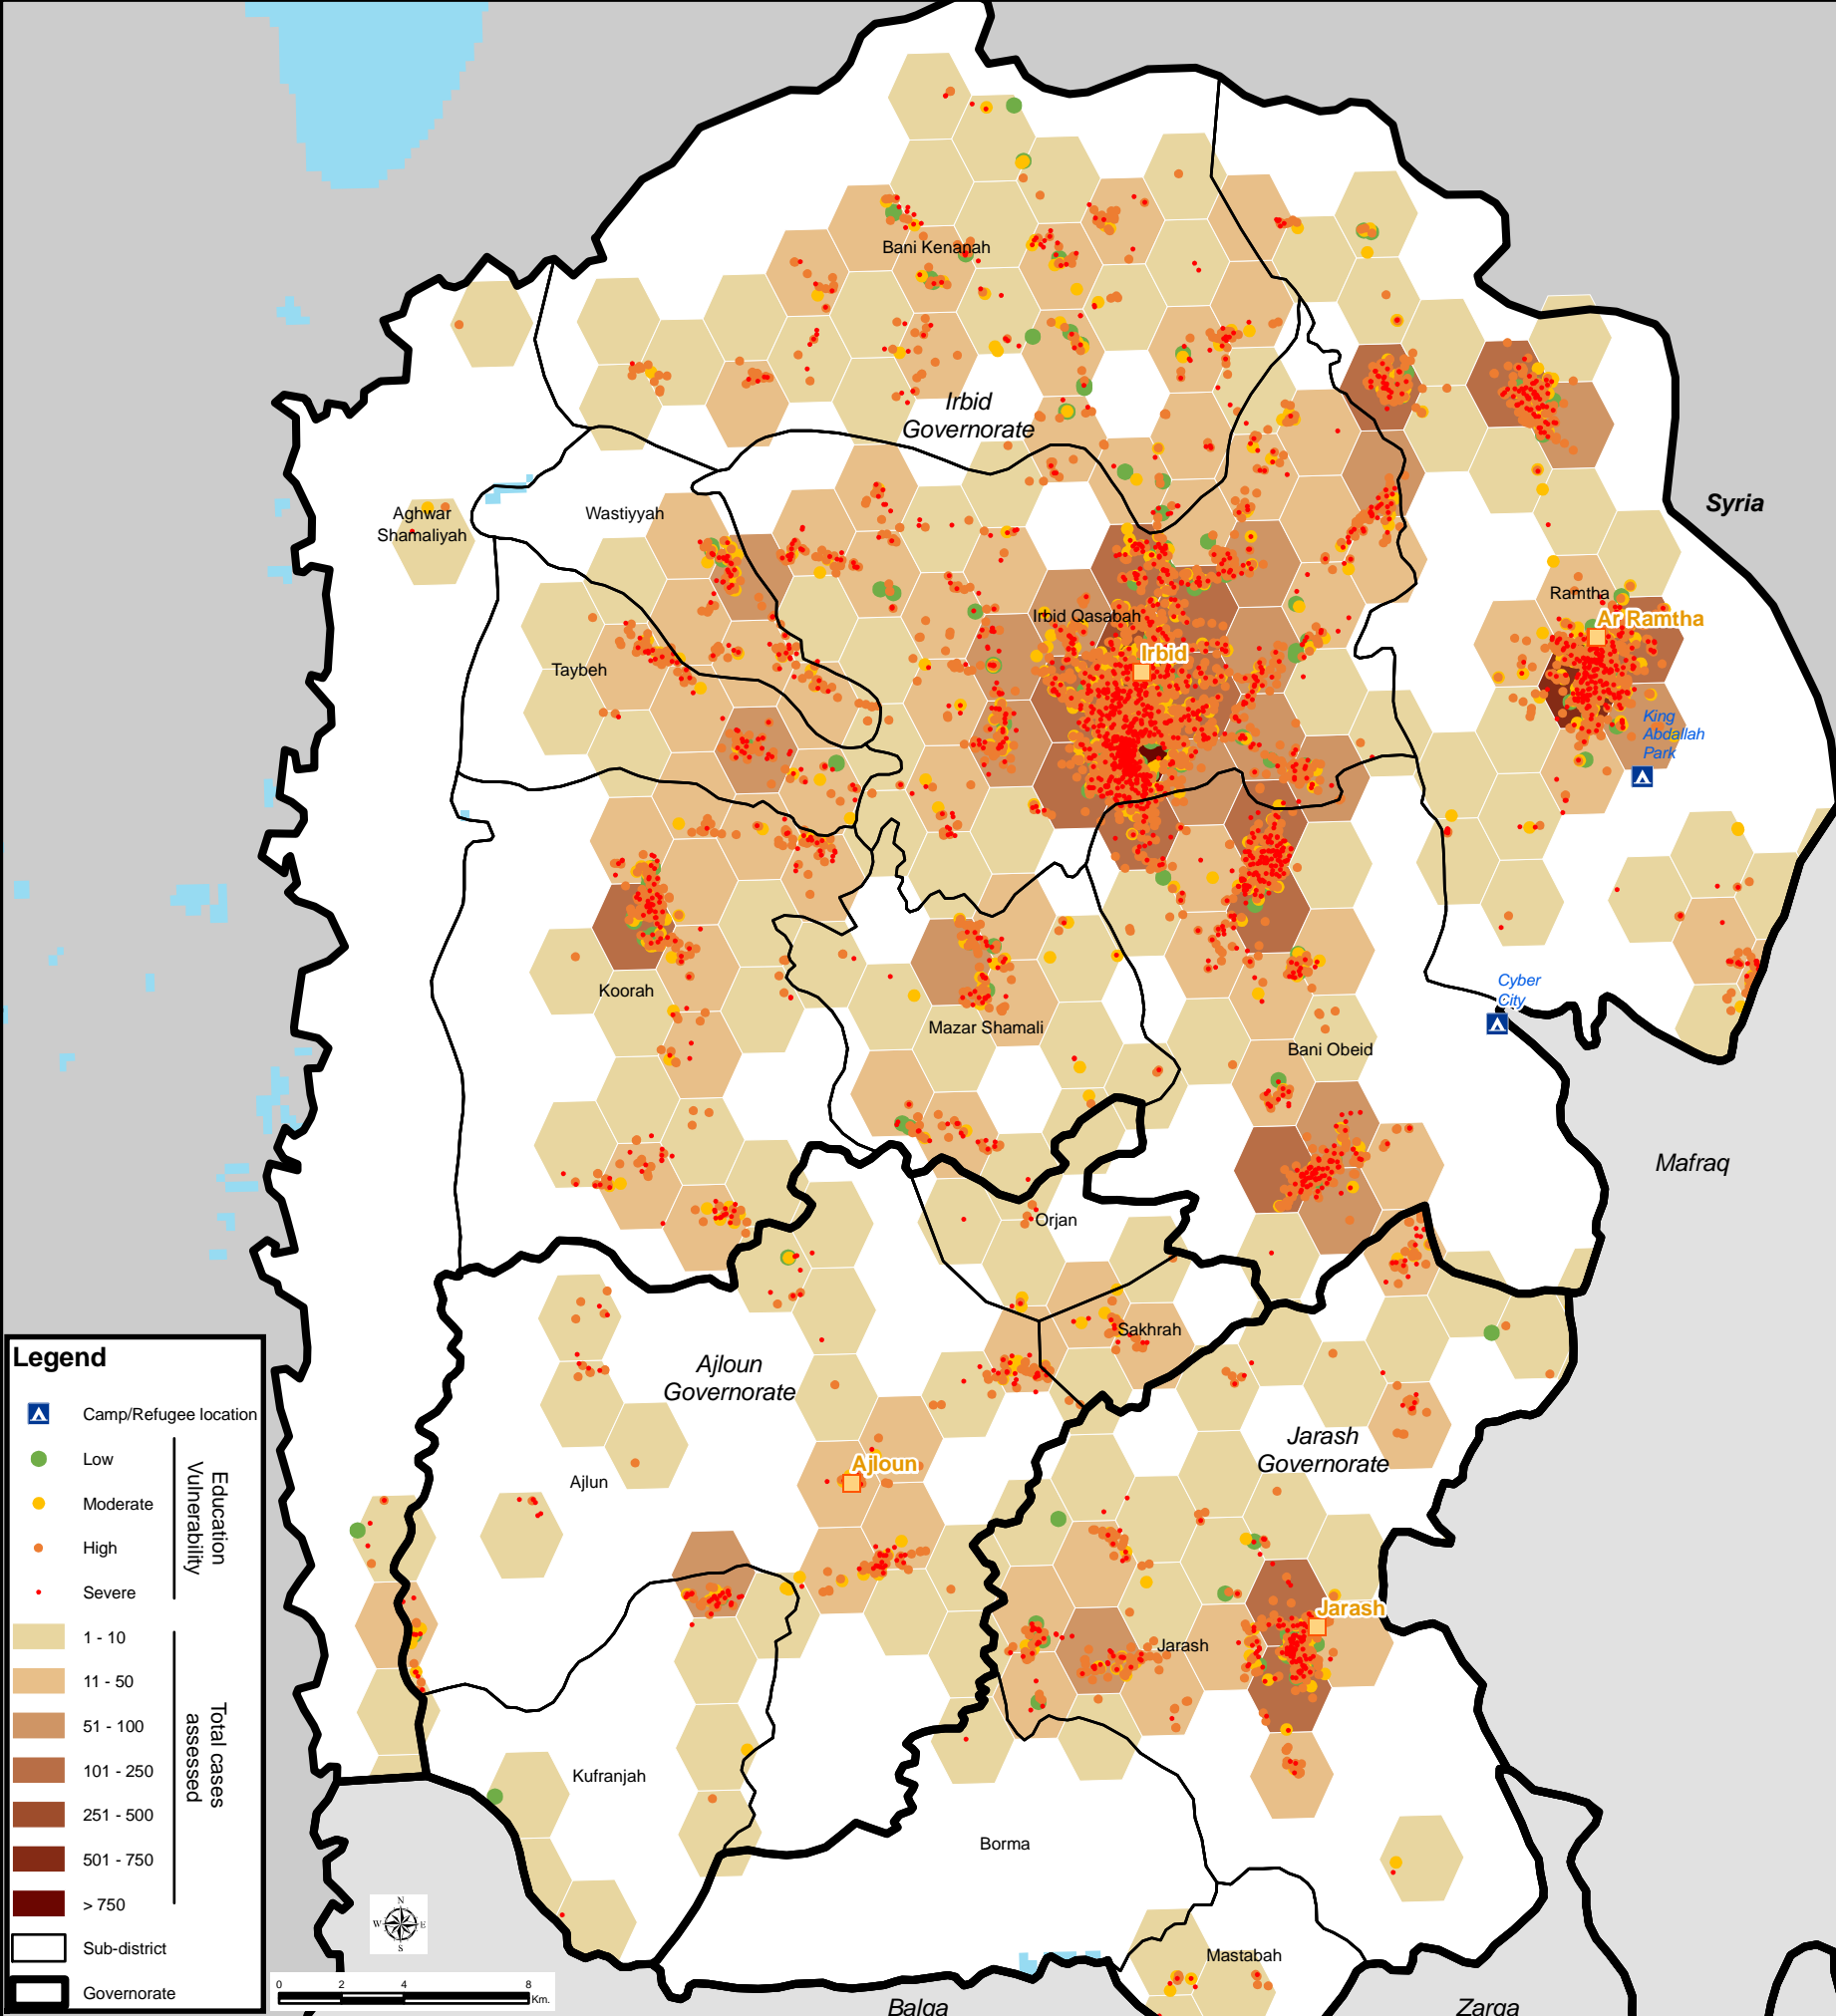 Bani Kenanah
Irbid
Governorate
Syria
Aghwar
Shamaliyah
Wastiyyah
Ramtha
Irbid Qasabah
Ar Ramtha
Irbid
Taybeh
King
Abdallah
Park
Cyber
City
Koorah
Mazar Shamali
Bani Obeid
Mafraq
Orjan
Sakhrah
Legend
Camp/Refugee location
Low
Moderate
High
Severe
Education
Vulnerability
1 - 10
11 - 50
51 - 100
101 - 250
251 - 500
501 - 750
> 750
Total cases
assessed
Sub-district
Governorate
Ajloun
Governorate
Jarash
Governorate
Ajloun
Ajlun
Jarash
Jarash
Kufranjah
Borma
N
W E
S
Mastabah
0 2 4 8
Km.
Balqa
Zarqa